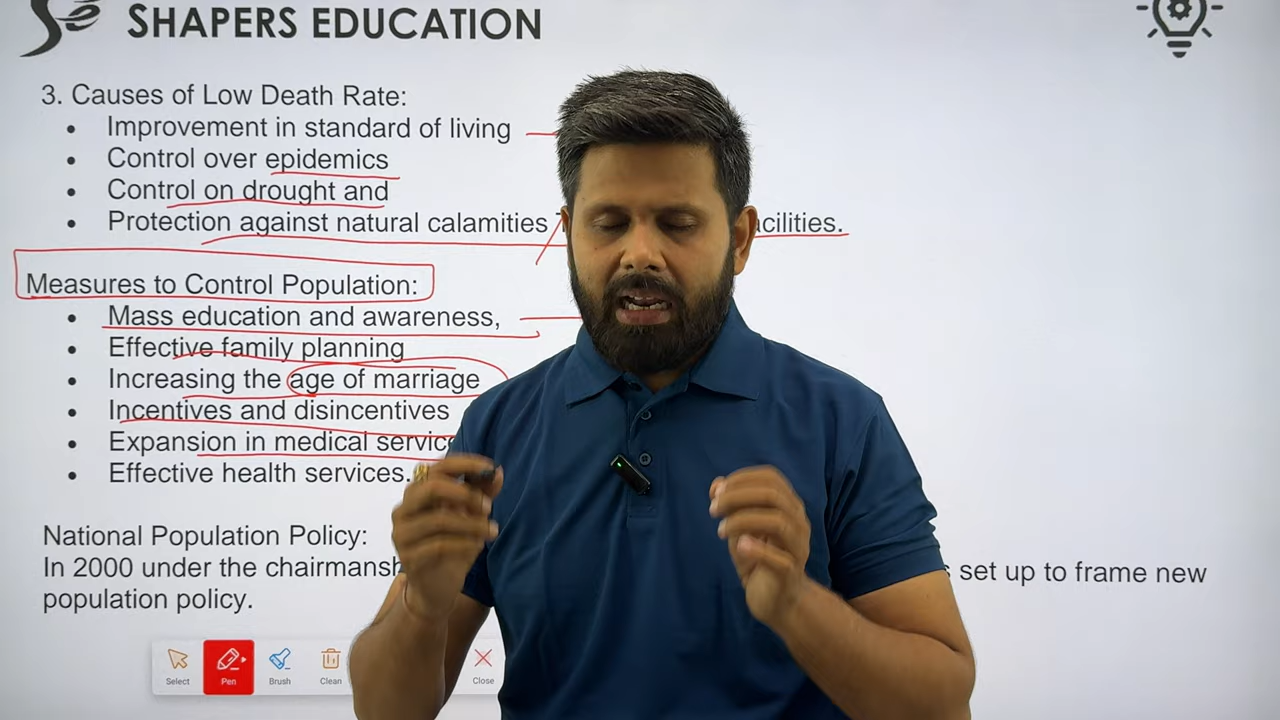 SHAPERS EDUCATION
3. Causes of Low Death Rate:
• Improvement in standard of living
• Control over epidemics
• Control on drought and
• Protection against natural calamities acilities.
Measures to Control Population:
• Mass education and awareness,
• Effective family planning
• Increasing the age of marriage
• Incentives and disincentives
• Expansion in medical servic
• Effective health services.
National Population Policy:
In 2000 under the chairmansh set up to frame new
population policy.
Select Pen Brush Clean Close